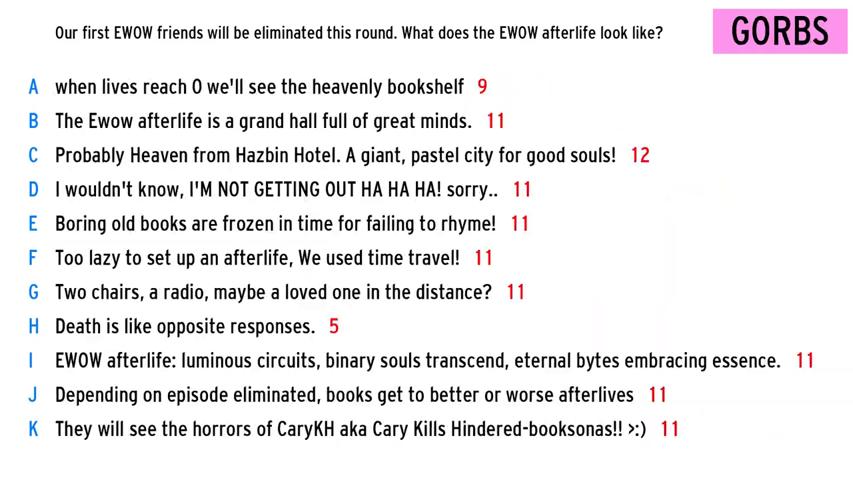 Our first EWOW friends will be eliminated this round. What does the EWOW afterlife look like?
GORBS
A when lives reach 0 we'll see the heavenly bookshelf 9
B The Ewow afterlife is a grand hall full of great minds. 11
C Probably Heaven from Hazbin Hotel. A giant, pastel city for good souls! 12
D I wouldn't know, I'M NOT GETTING OUT HA HA HA! sorry.. 11
E Boring old books are frozen in time for failing to rhyme! 11
F Too lazy to set up an afterlife, We used time travel! 11
G Two chairs, a radio, maybe a loved one in the distance? 11
H Death is like opposite responses. 5
I EWOW afterlife: luminous circuits, binary souls transcend, eternal bytes embracing essence. 11
J Depending on episode eliminated, books get to better or worse afterlives 11
K They will see the horrors of CaryKH aka Cary Kills Hindered-booksonas!! >:) 11